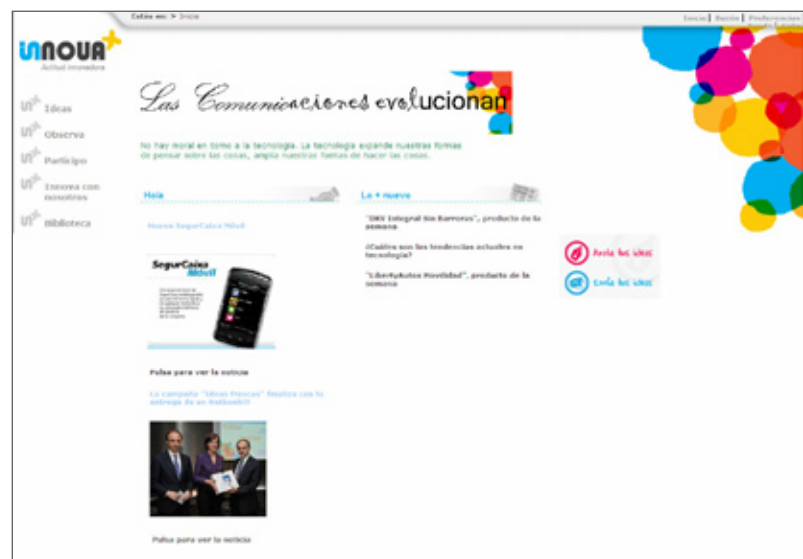 Estás en: > Inicio
Inicio | Buzón | Preferencias
innova+
Actitud innovadora
Ideas
Observa
Participo
Innova con
nosotros
Biblioteca
Las Comunicaciones evolucionan
No hay moral en torno a la tecnología. La tecnología expande nuestras formas
de pensar sobre las cosas, amplía nuestras formas de hacer las cosas.
Hola
Lo + nuevo
Nuevo SegurCaixa Móvil
"DKV Integral Sin Barreras", producto de la
semana
¿Cuáles son las tendencias actuales en
tecnología?
"LibertyAutos Movilidad", producto de la
semana
SegurCaixa
Móvil
Envía tus ideas
Pulsa para ver la noticia
La campaña "Ideas Frescas" finaliza con la
entrega de un Netbook!!!
Pulsa para ver la noticia